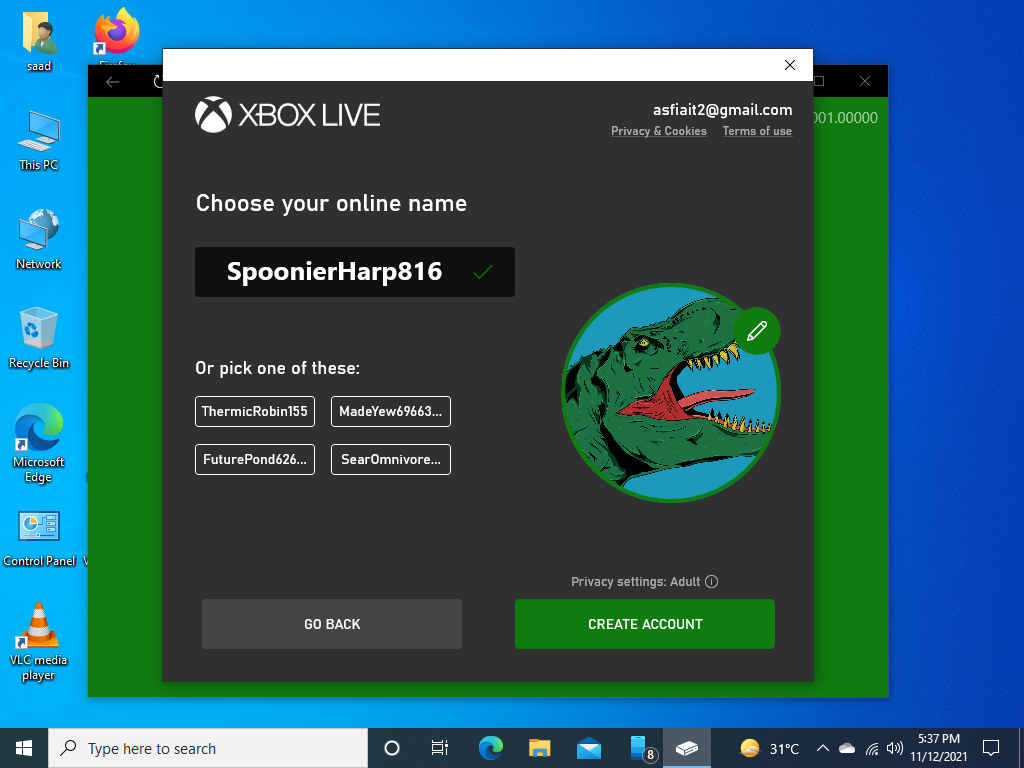 saad
Firefox
This PC
Network
Recycle Bin
Microsoft
Edge
Control Panel
VLC media
player
XBOX LIVE
asfiait2@gmail.com
Privacy & Cookies Terms of use
001.00000
Choose your online name
SpoonierHarp816
Or pick one of these:
ThermicRobin155 MadeYew69663...
FuturePond626... SearOmnivore...
Privacy settings: Adult
GO BACK CREATE ACCOUNT
Type here to search
8
31°C
5:37 PM
11/12/2021